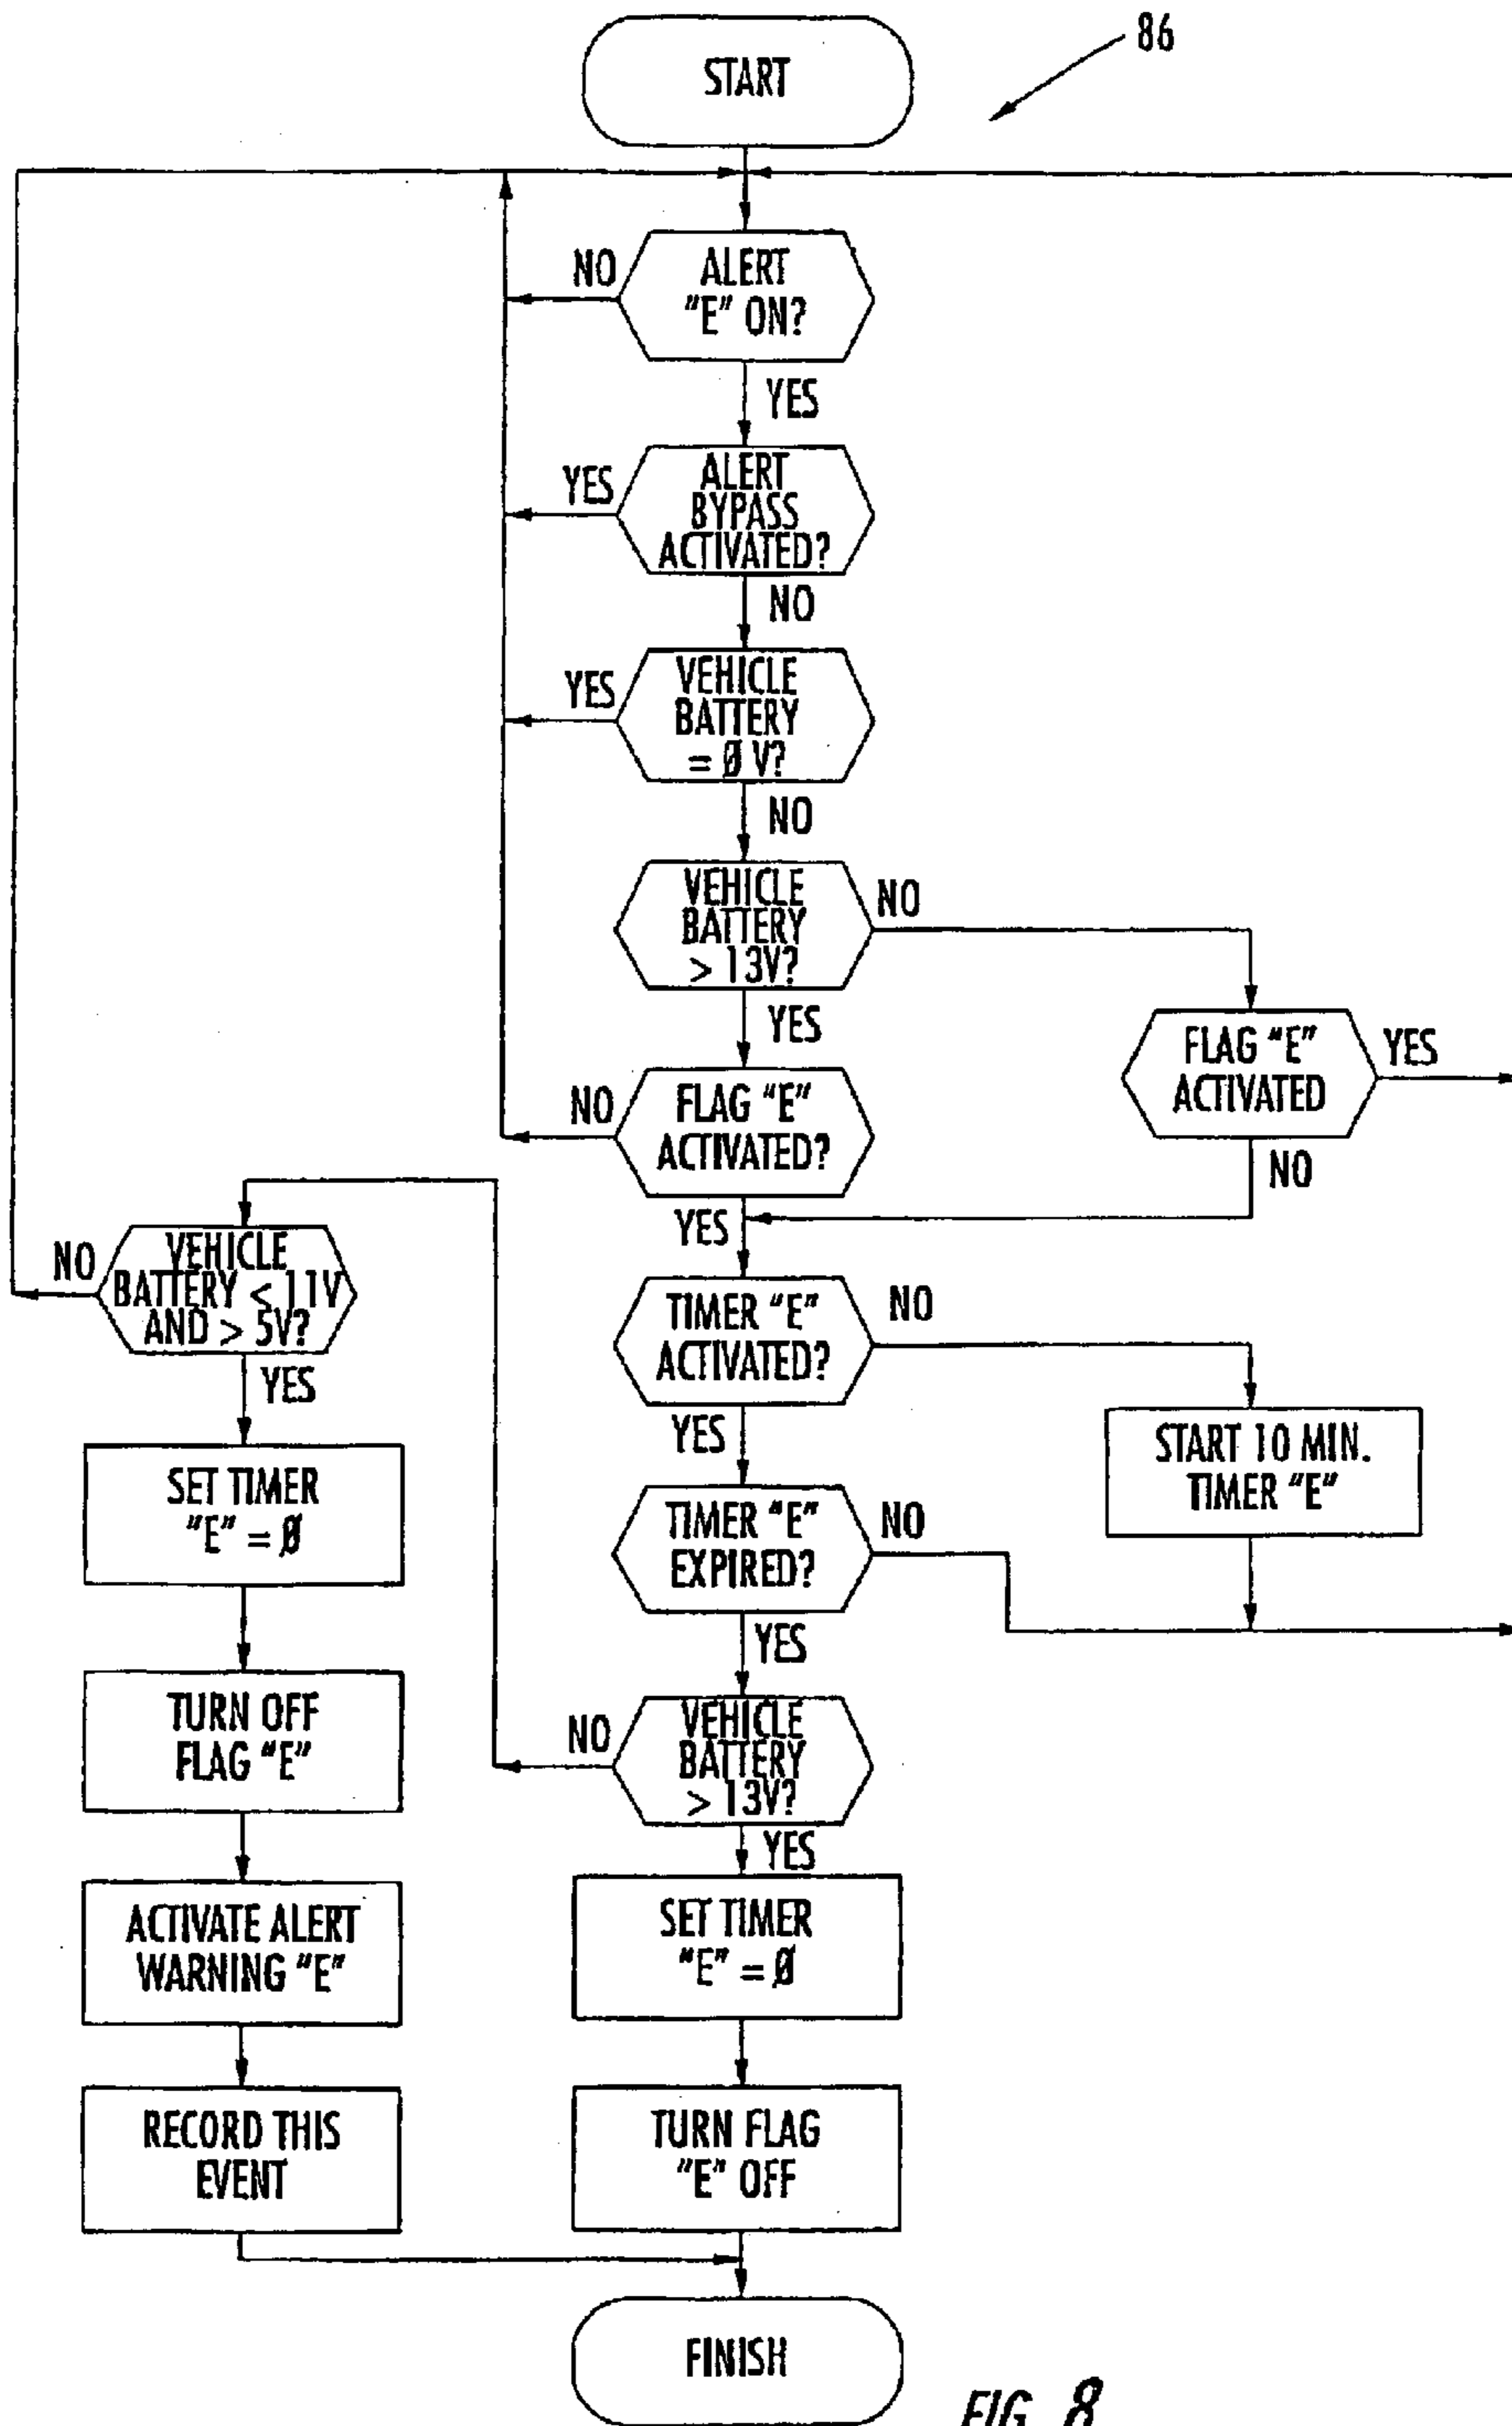 START
86
ALERT
"E" ON?
NO
YES
ALERT
BYPASS
ACTIVATED?
YES
NO
VEHICLE
BATTERY
= Ø V?
YES
NO
VEHICLE
BATTERY
> 13V?
NO
YES
FLAG "E"
ACTIVATED
YES
NO
FLAG "E"
ACTIVATED?
NO
YES
TIMER "E"
ACTIVATED?
NO
YES
START 10 MIN.
TIMER "E"
TIMER "E"
EXPIRED?
NO
YES
VEHICLE
BATTERY
> 13V?
NO
YES
SET TIMER
"E" = Ø
TURN FLAG
"E" OFF
VEHICLE
BATTERY < 11V
AND > 5V?
NO
YES
SET TIMER
"E" = Ø
TURN OFF
FLAG "E"
ACTIVATE ALERT
WARNING "E"
RECORD THIS
EVENT
FINISH
FIG. 8